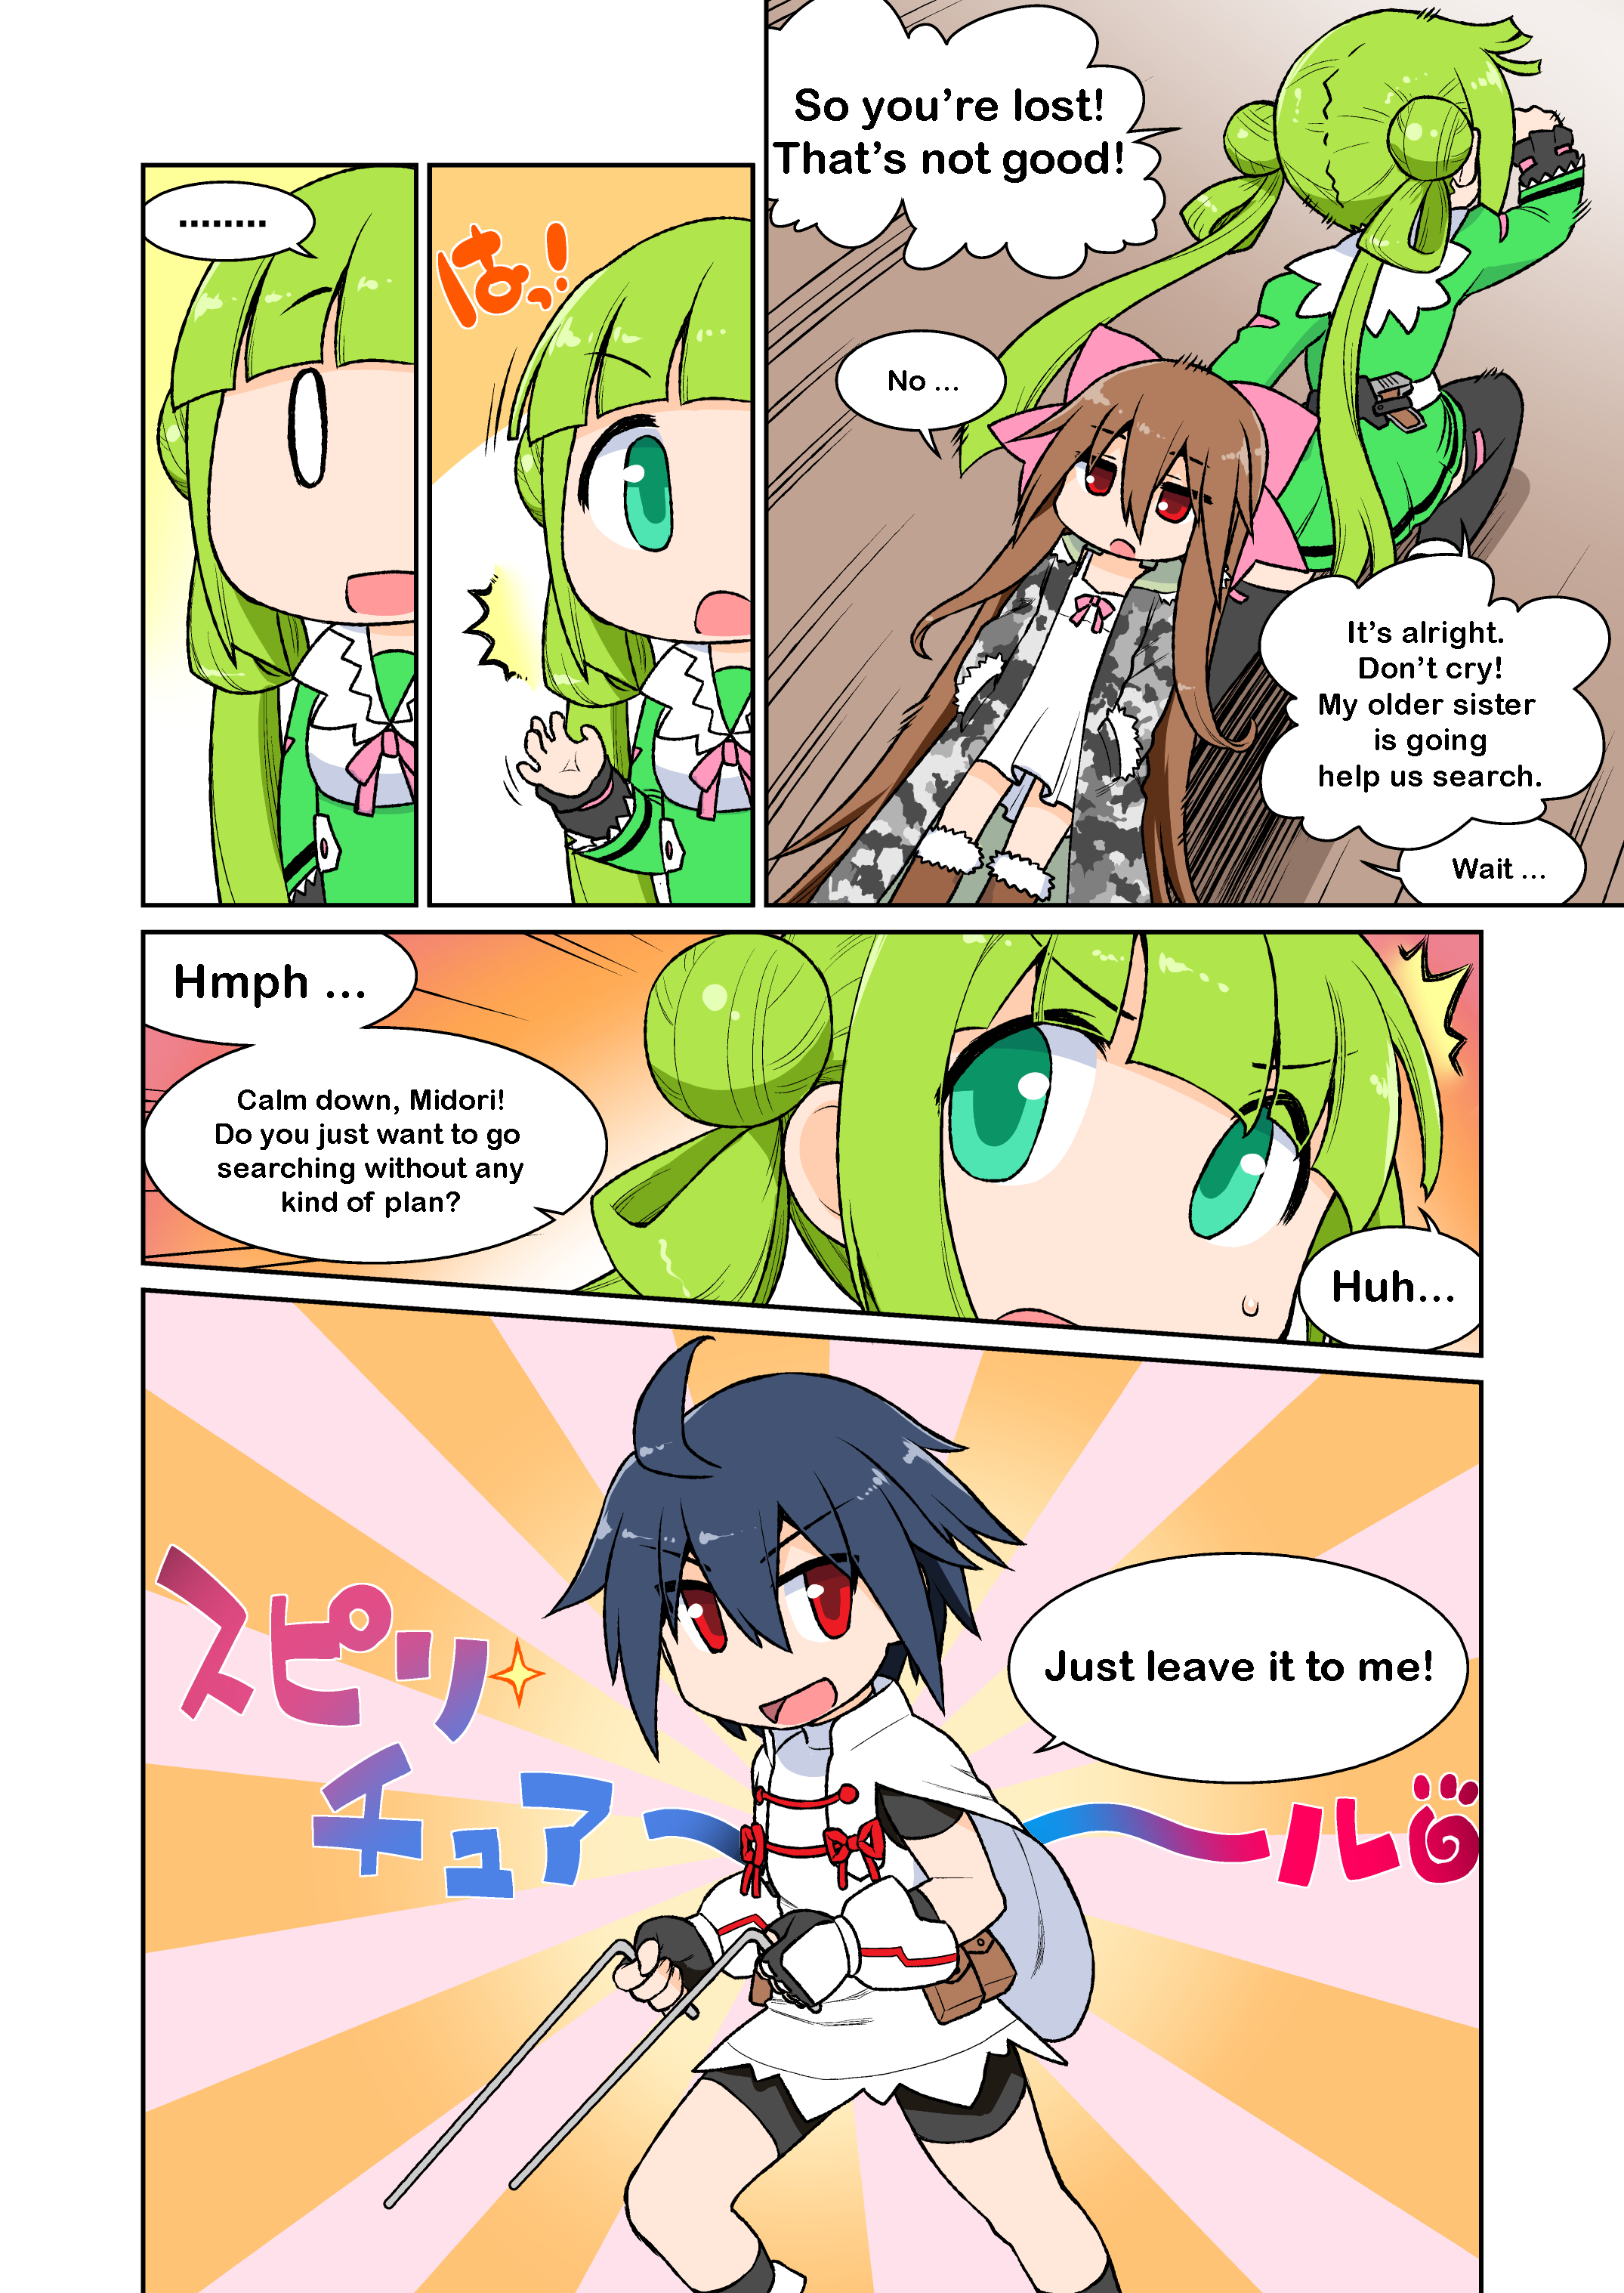 So you're lost!
That's not good!
No ...
It's alright.
Don't cry!
My older sister
is going
help us search.
Wait ...
はっ!
........
Huh...
Hmph ...
Calm down, Midori!
Do you just want to go
searching without any
kind of plan?
Just leave it to me!
スピリ
チュアール